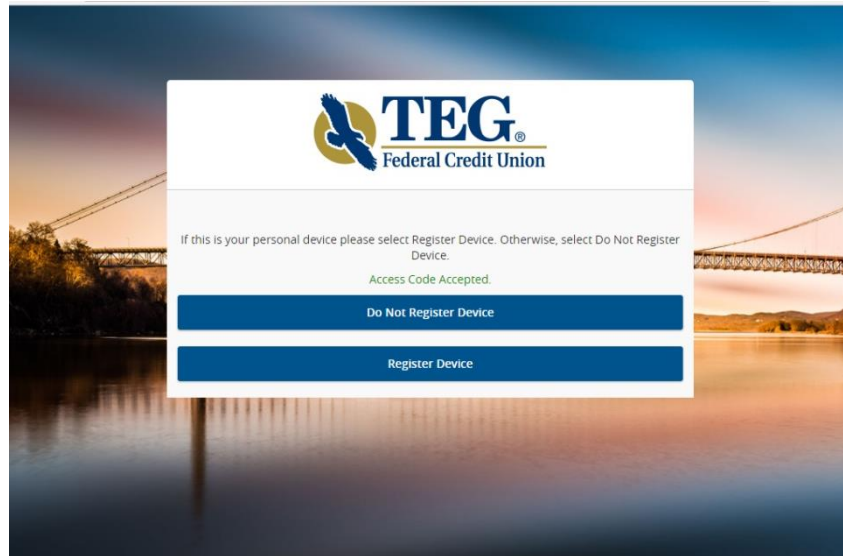 TEG®
Federal Credit Union
If this is your personal device please select Register Device. Otherwise, select Do Not Register
Device.
Access Code Accepted.
Do Not Register Device
Register Device